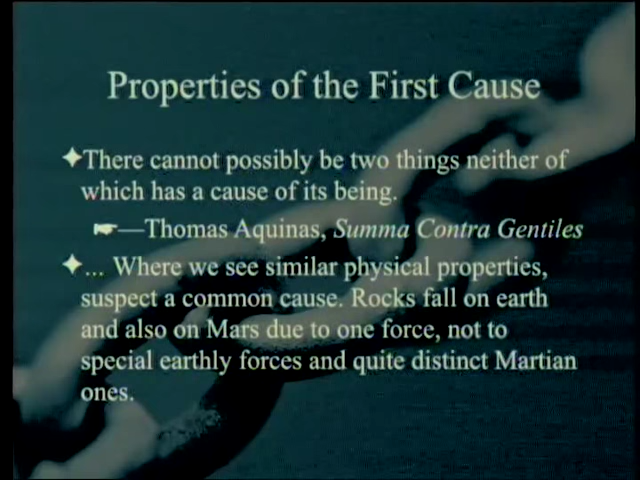 Properties of the First Cause
✦There cannot possibly be two things neither of
which has a cause of its being.
☛—Thomas Aquinas, Summa Contra Gentiles
✦... Where we see similar physical properties,
suspect a common cause. Rocks fall on earth
and also on Mars due to one force, not to
special earthly forces and quite distinct Martian
ones.